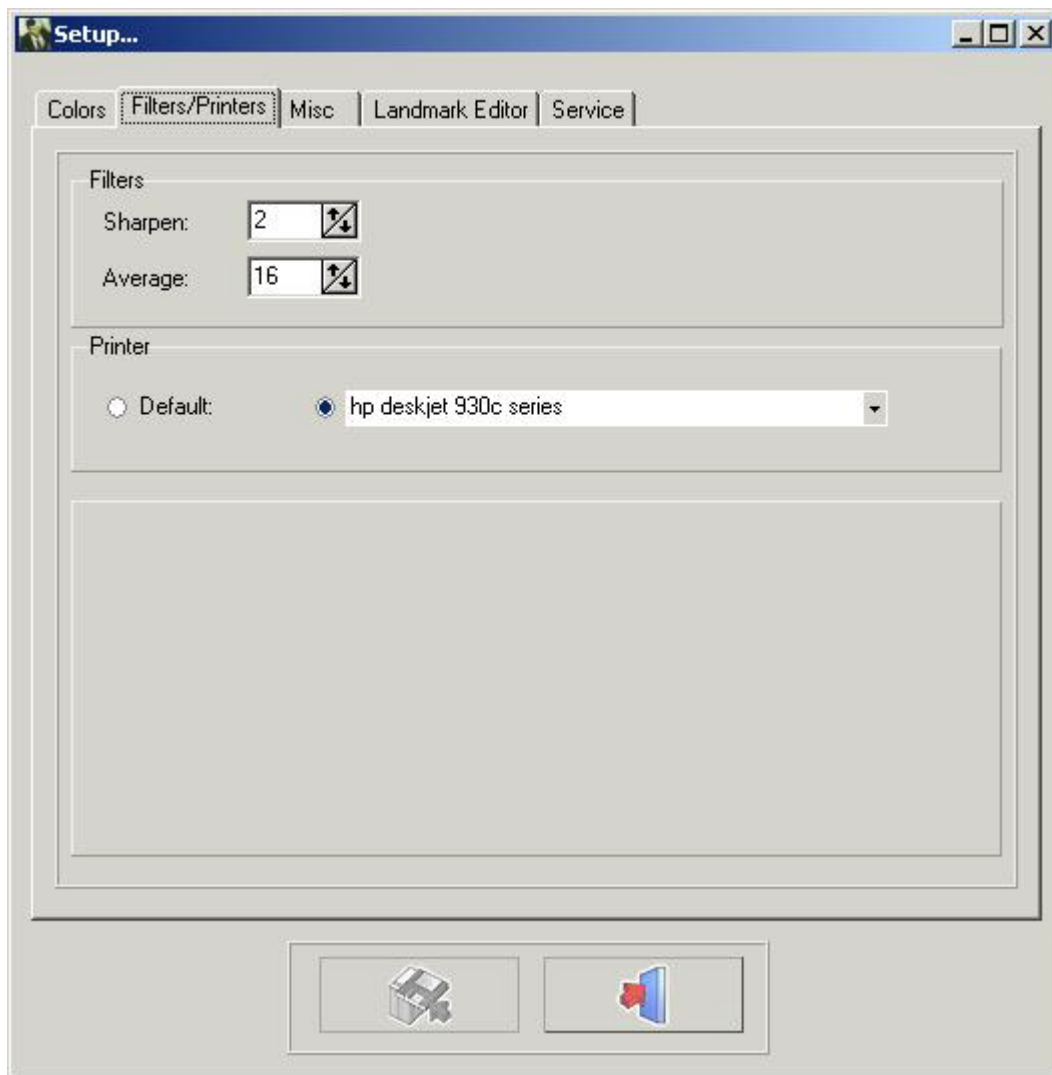 Setup...
Colors Filters/Printers Misc Landmark Editor Service
Filters
Sharpen: 2
Average: 16
Printer
Default: hp deskjet 930c series